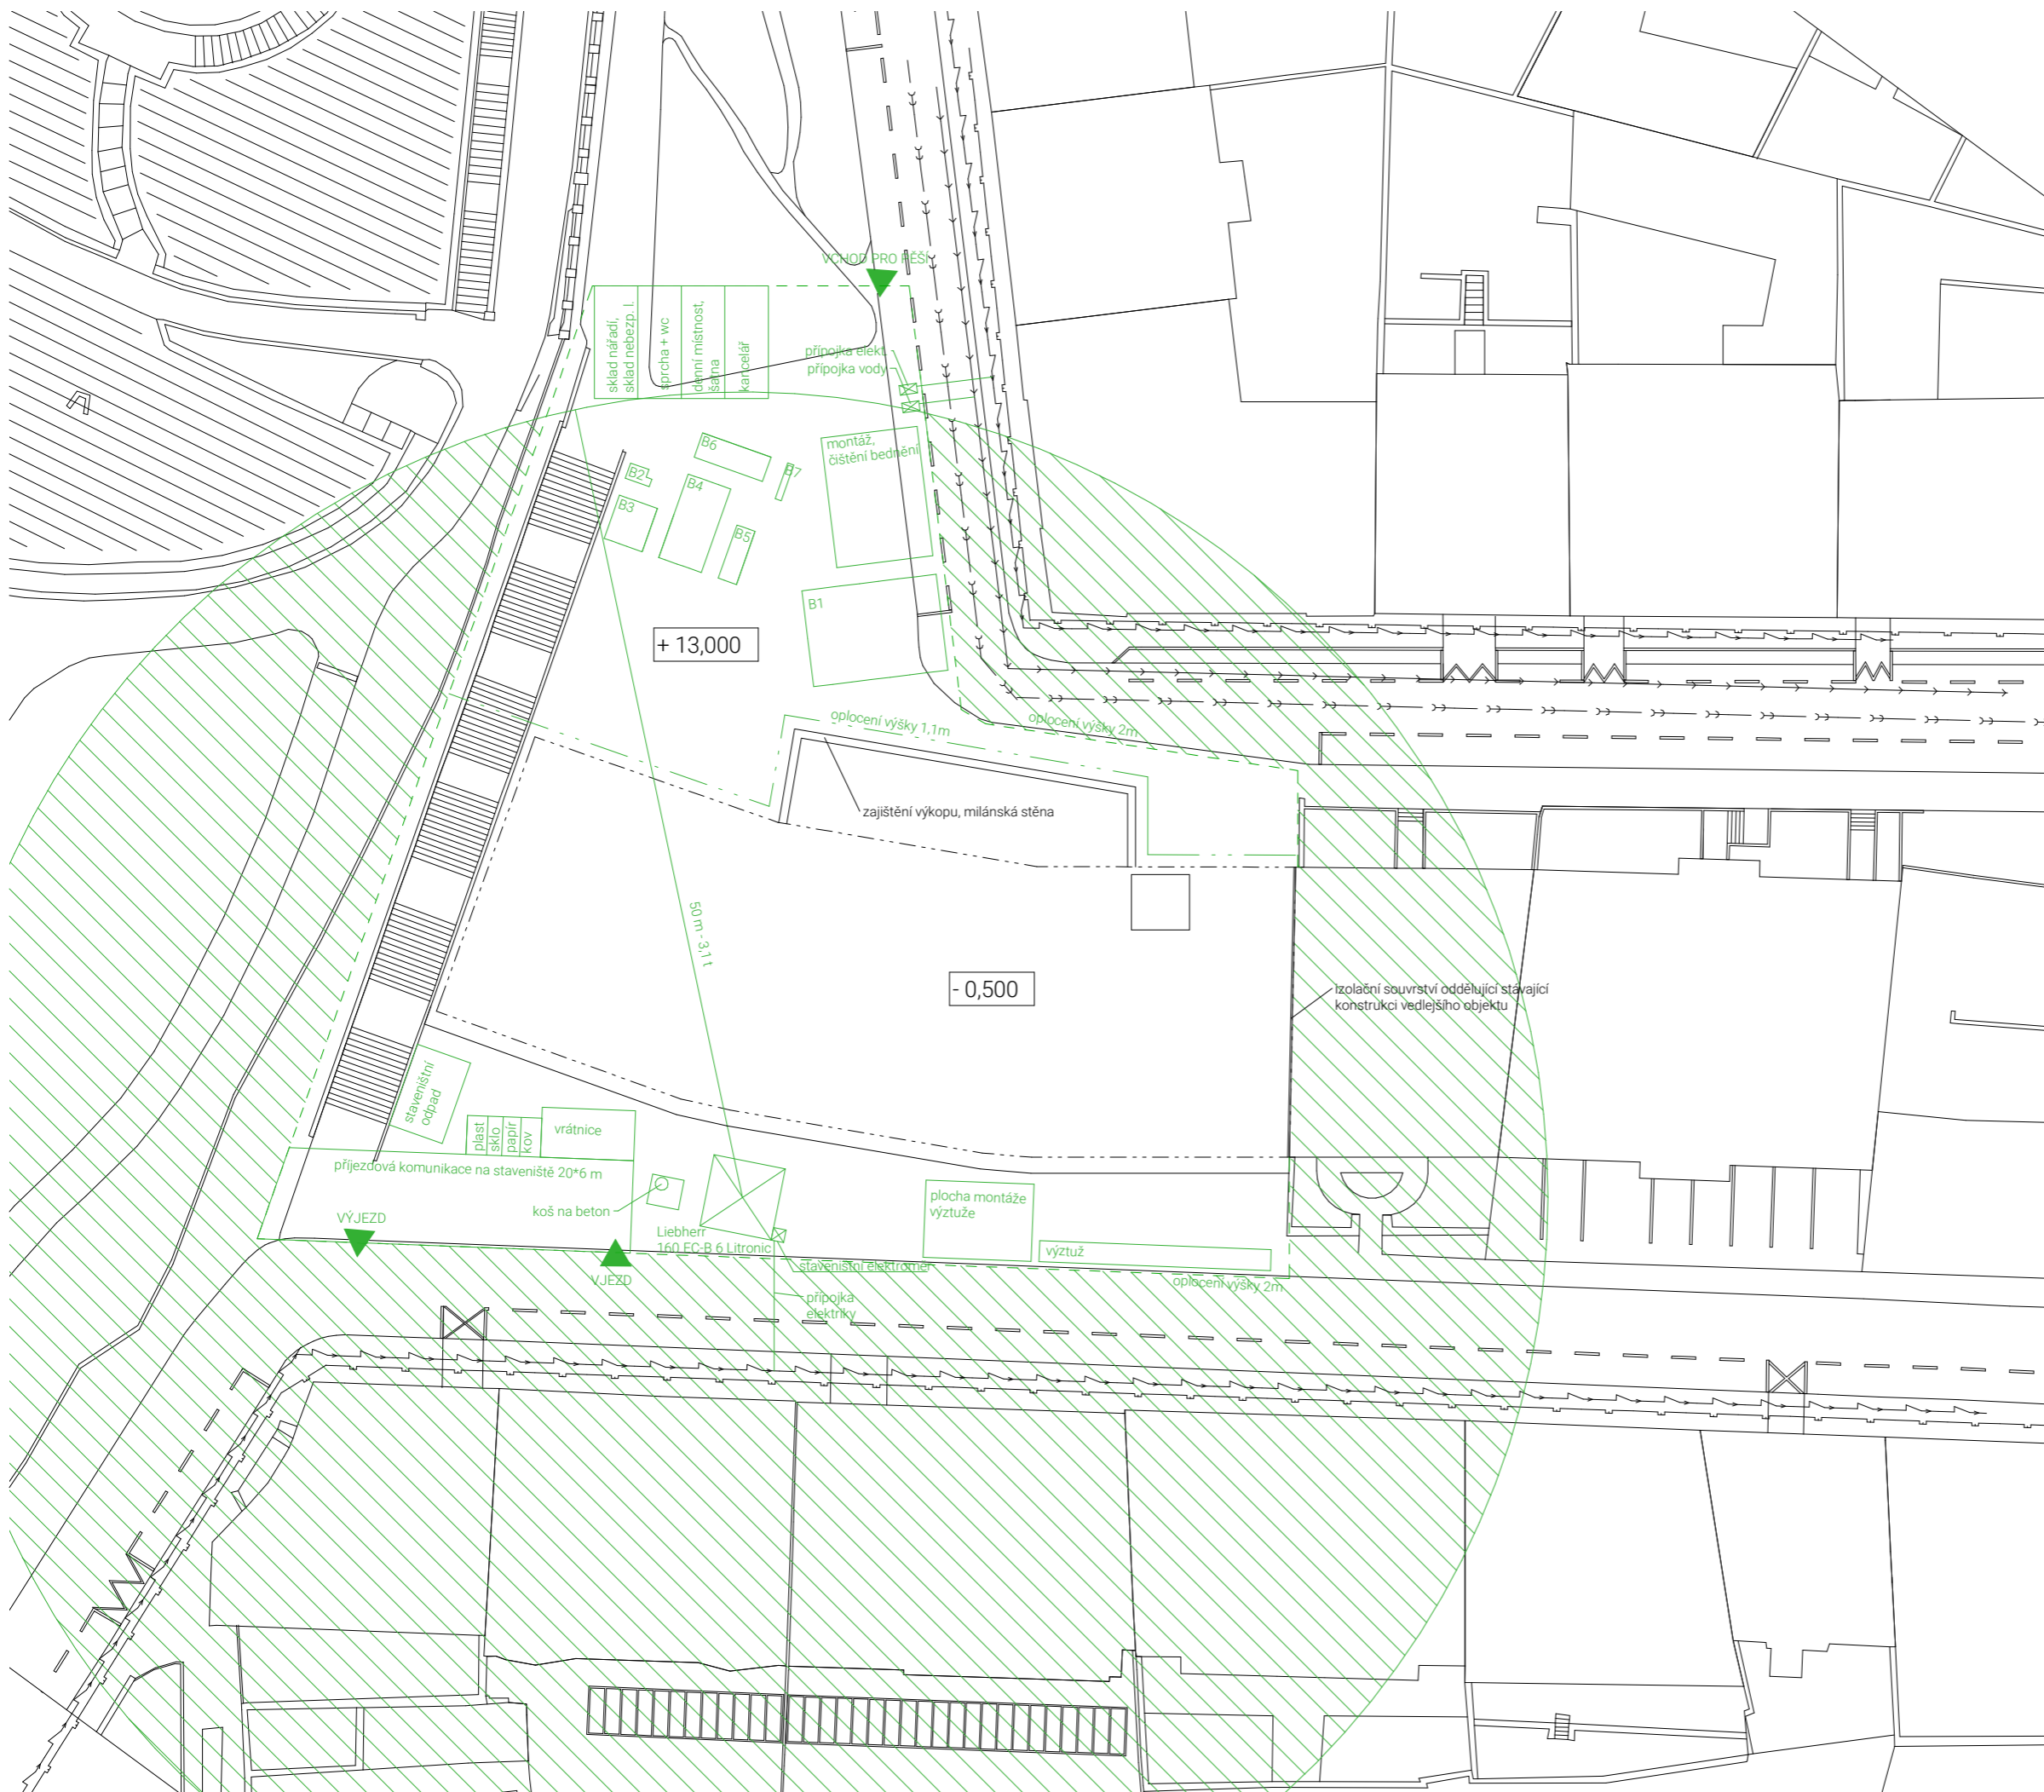 VCHOD PRO PĚŠÍ
sklad nářadí,
sklad nebezp. l.
sprcha + wc
denní místnost,
šatna
kancelář
přípojka elekt.
přípojka vody
B6
B7
B2
B4
B3
B5
montáž,
čištění bednění
B1
+ 13,000
oplocení výšky 1,1m
oplocení výšky 2m
zajištění výkopu, milánská stěna
50 m - 3,1 t
- 0,500
izolační souvrství oddělující stávající
konstrukci vedlejšího objektu
staveništní
odpad
plast
sklo
papír
kov
vrátnice
příjezdová komunikace na staveniště 20*6 m
koš na beton
VÝJEZD
VJEZD
Liebherr
160 EC-B 6 Litronic
staveništní elektroměr
přípojka
elektriky
plocha montáže
výztuže
výztuž
oplocení výšky 2m